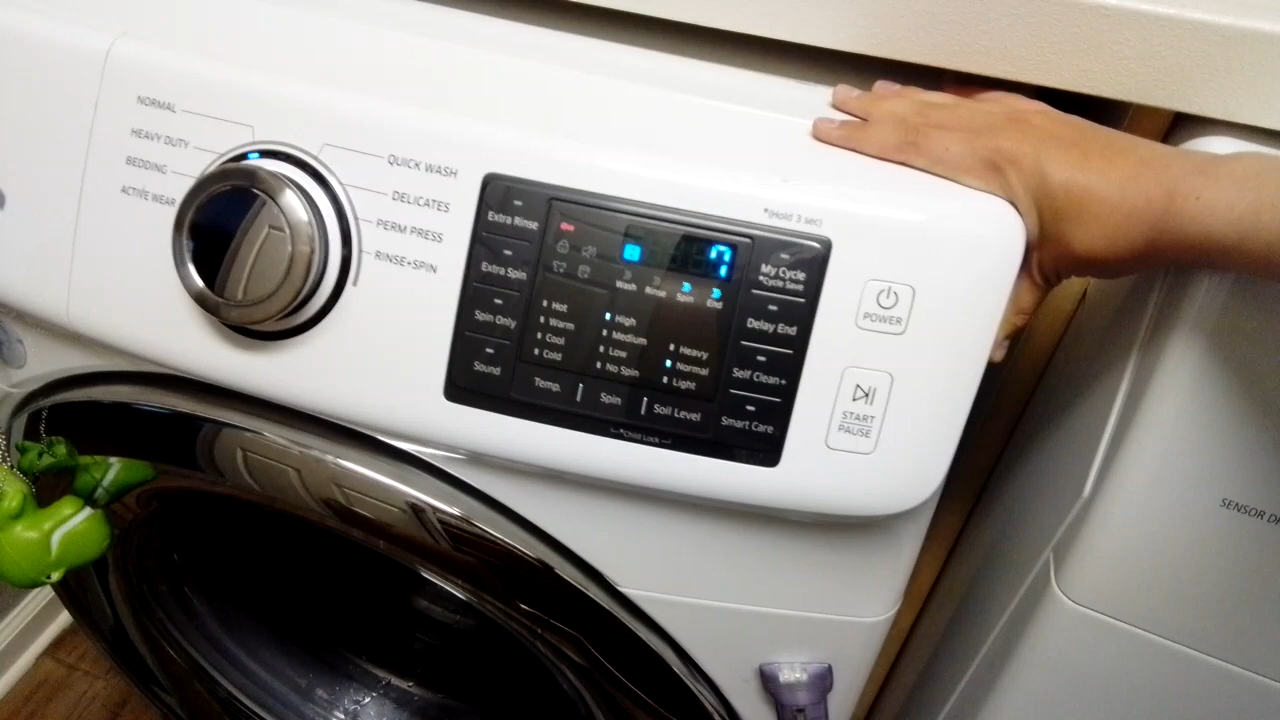 NORMAL
HEAVY DUTY
BEDDING
ACTIVE WEAR
QUICK WASH
DELICATES
PERM PRESS
RINSE+SPIN
Extra Rinse
Extra Spin
Spin Only
Sound
7
Wash Rinse Spin End
Hot
Warm
Cool
Cold
High
Medium
Low
No Spin
Heavy
Normal
Light
Temp.
Spin
Soil Level
*Child Lock
*(Hold 3 sec)
My Cycle
*Cycle Save
Delay End
Self Clean+
Smart Care
POWER
START
PAUSE
SENSOR